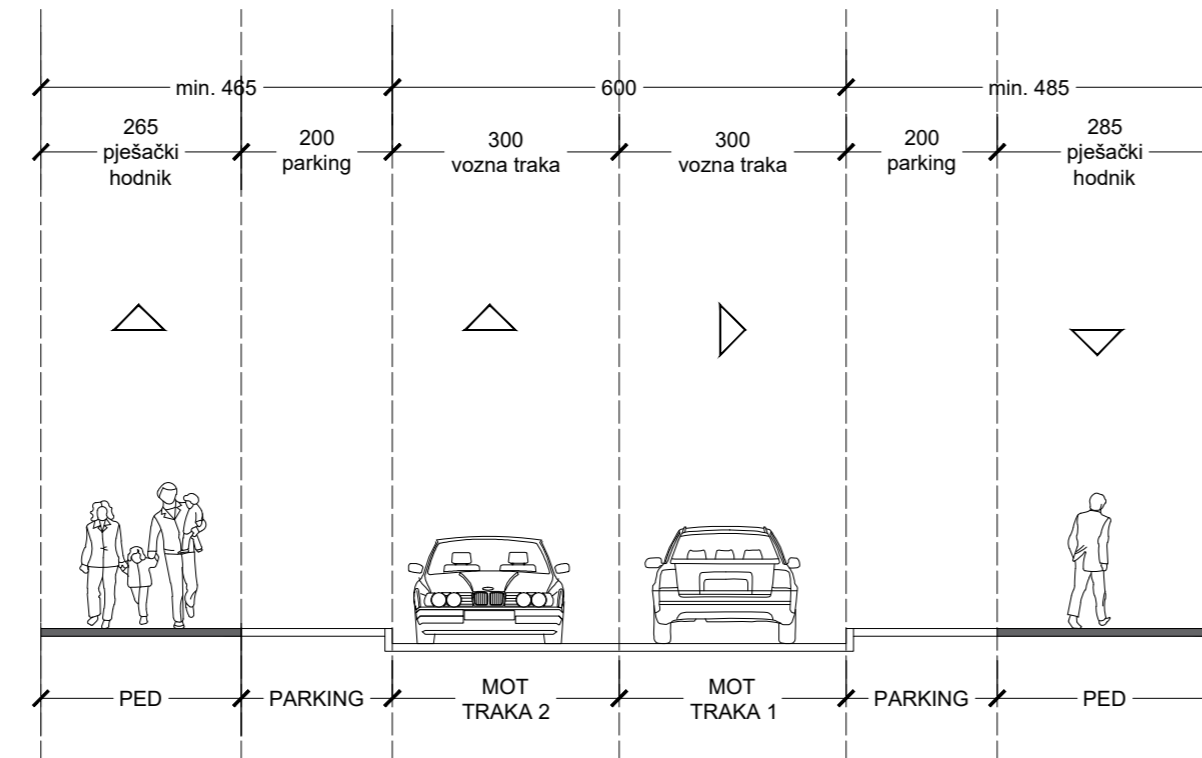 min. 465
600
min. 485
265
pješački
hodnik
200
parking
300
vozna traka
300
vozna traka
200
parking
285
pješački
hodnik
PED
PARKING
MOT
TRAKA 2
MOT
TRAKA 1
PARKING
PED